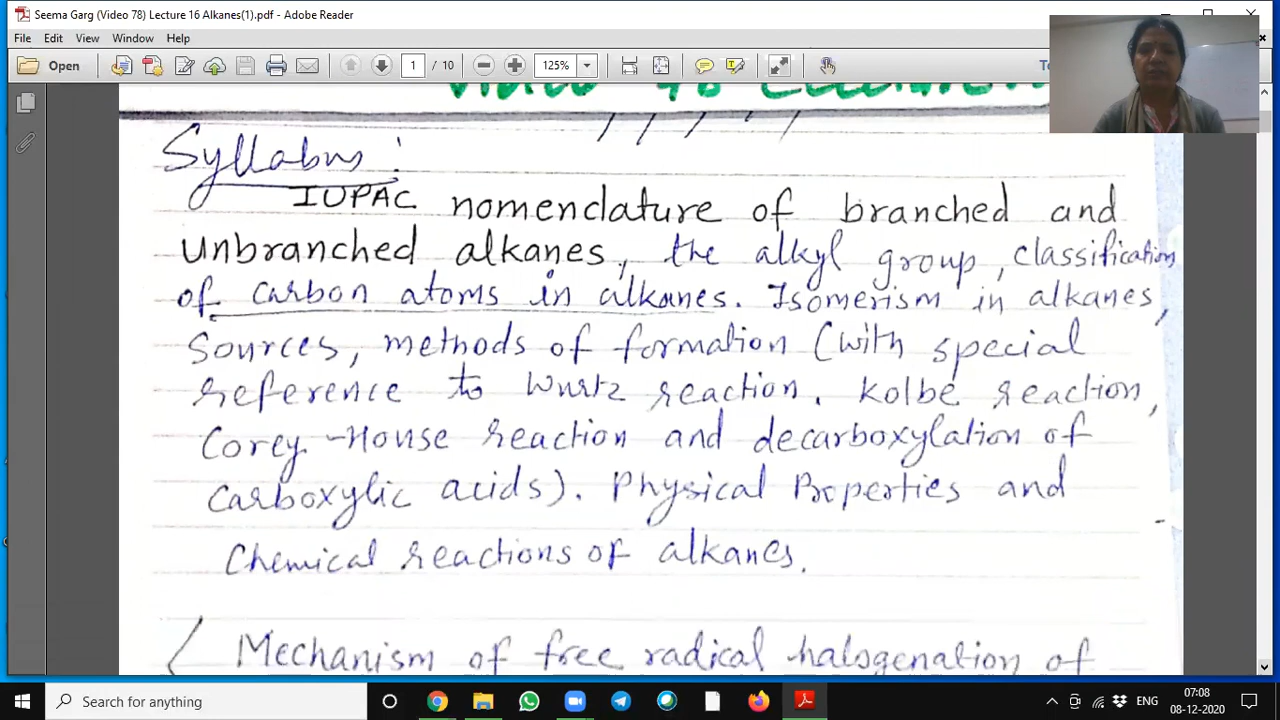 Seema Garg (Video 78) Lecture 16 Alkanes(1).pdf - Adobe Reader
File Edit View Window Help
Open 1 / 10 125%
Syllabus :
IUPAC nomenclature of branched and
Unbranched alkanes, the alkyl group, classification
of carbon atoms in alkanes. Isomerism in alkanes,
Sources, methods of formation (with special
reference to Wurtz reaction. Kolbe reaction,
Corey-House reaction and decarboxylation of
carboxylic acids). Physical Properties and
Chemical reactions of alkanes.
Mechanism of free radical halogenation of
Search for anything
ENG
07:08
08-12-2020